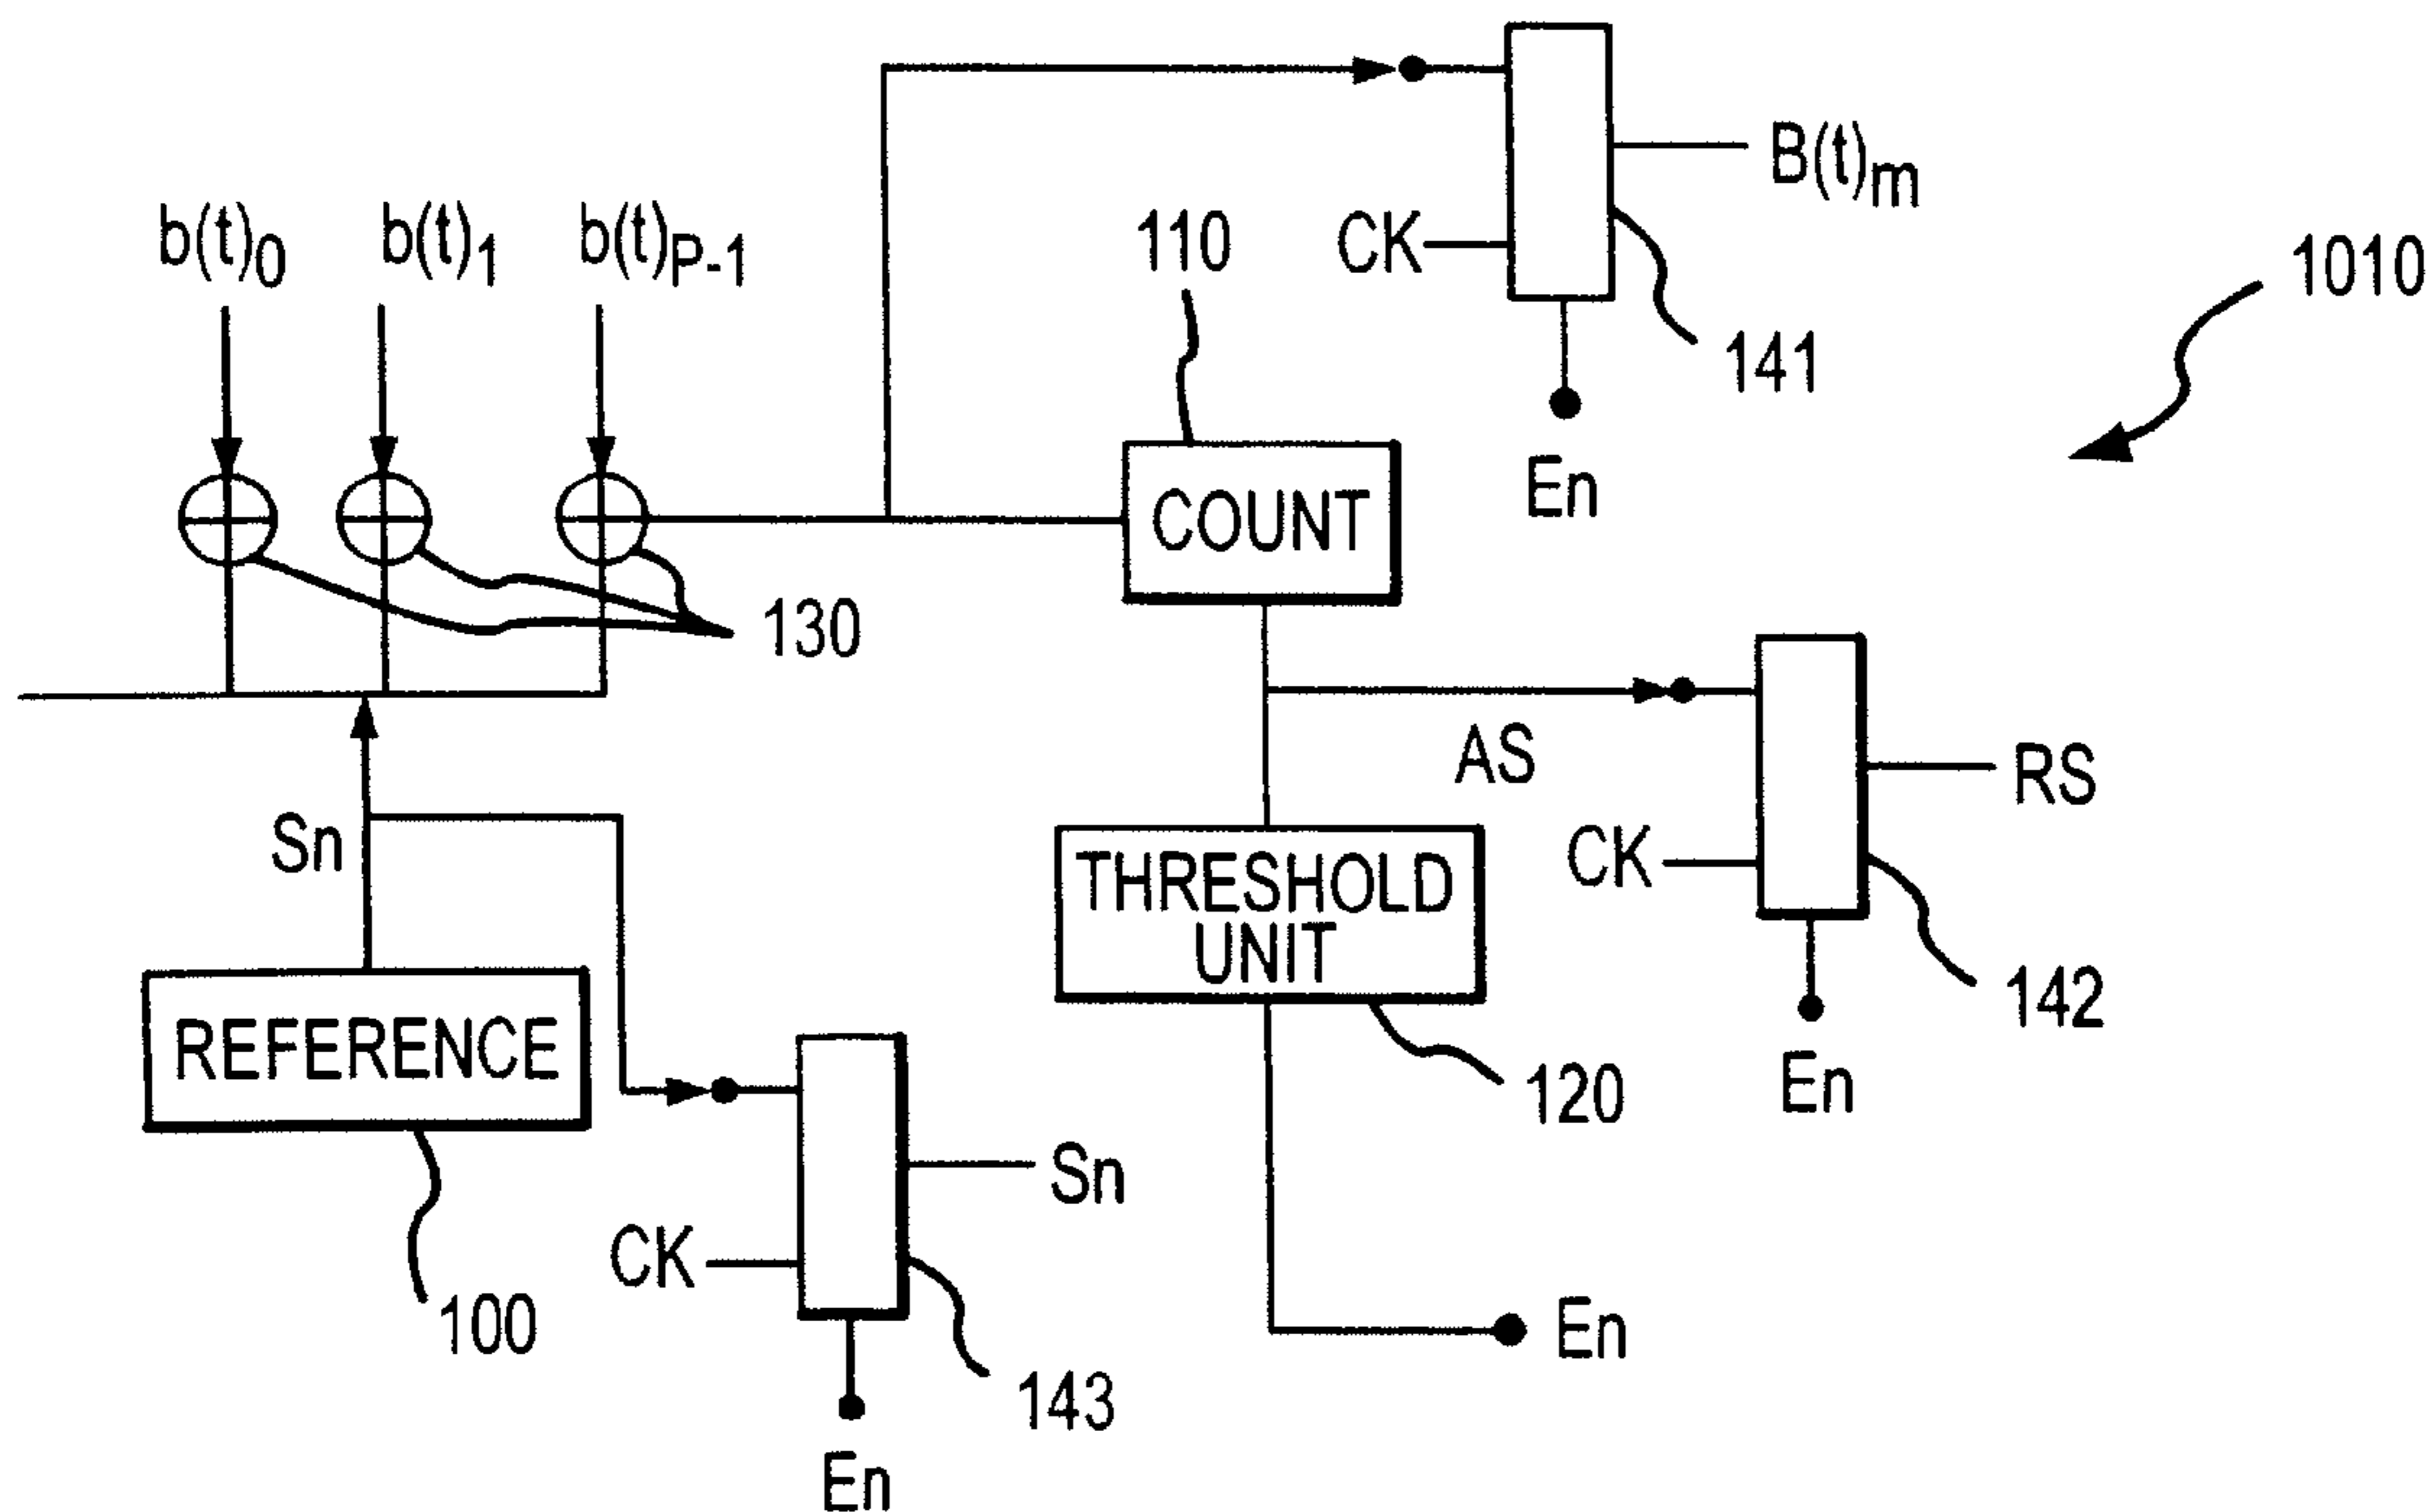 b(t)0 b(t)1 b(t)P-1
110
CK
B(t)m
141
En
1010
COUNT
130
AS
RS
CK
142
En
Sn
THRESHOLD
UNIT
120
REFERENCE
100
Sn
CK
143
En
En